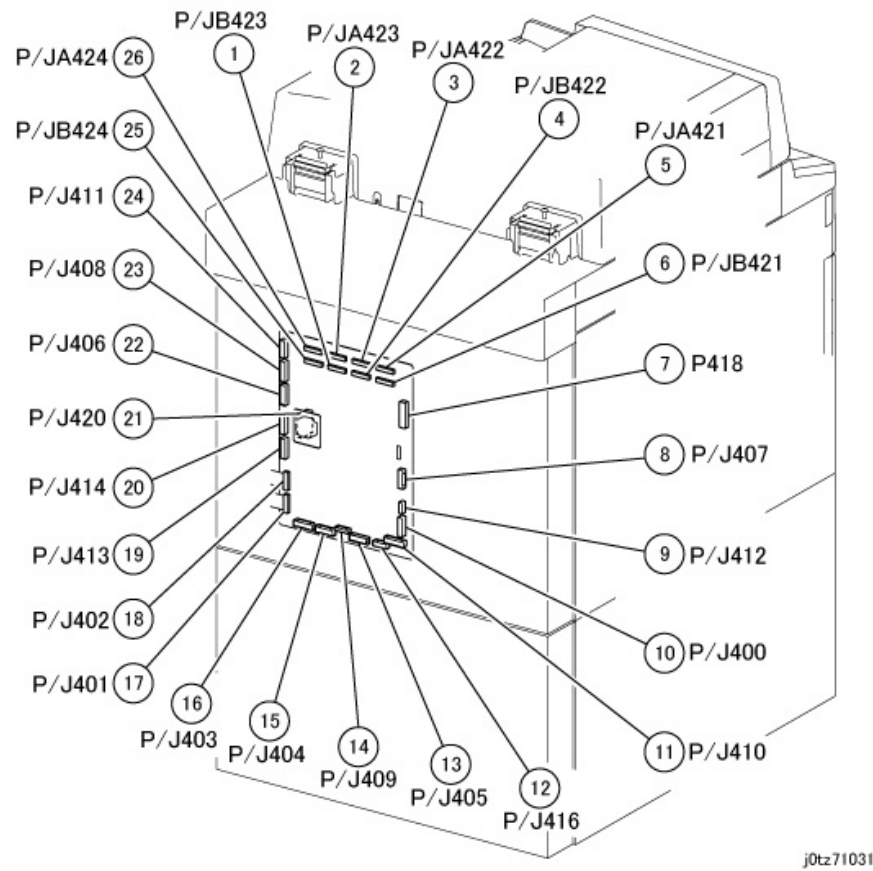 P/JB423
1
P/JA423
2
P/JA422
3
P/JB422
4
P/JA421
5
6 P/JB421
7 P418
8 P/J407
9 P/J412
10 P/J400
11 P/J410
12
P/J416
13
P/J405
14
P/J409
15
P/J404
16
P/J403
P/J401 17
P/J402 18
P/J413 19
P/J414 20
P/J420 21
P/J406 22
P/J408 23
P/J411 24
P/JB424 25
P/JA424 26
j0tz71031